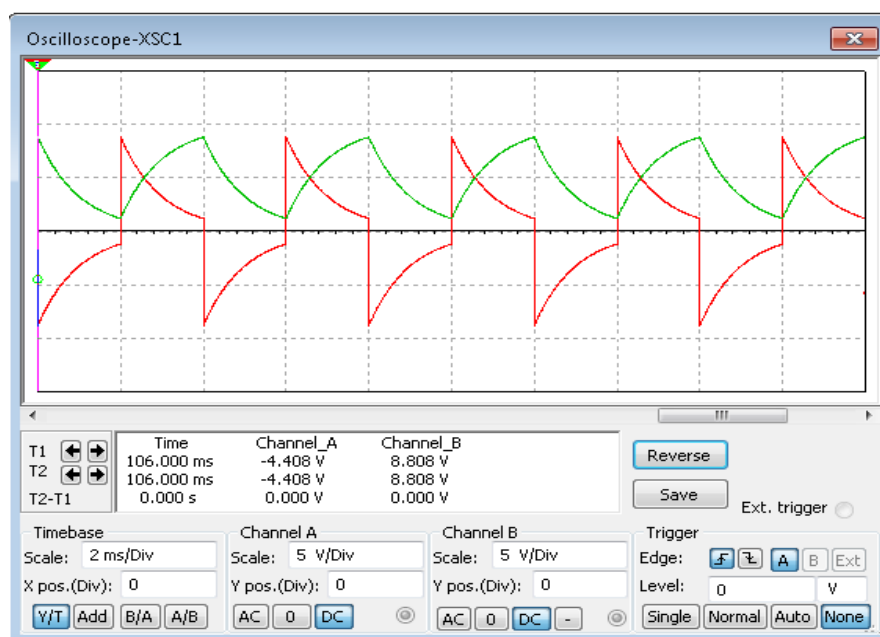 Oscilloscope-XSC1
Time Channel_A Channel_B
T1 106.000 ms -4.408 V 8.808 V
T2 106.000 ms -4.408 V 8.808 V
T2-T1 0.000 s 0.000 V 0.000 V
Reverse
Save
Ext. trigger
Timebase
Scale: 2 ms/Div
X pos.(Div): 0
Y/T Add B/A A/B
Channel A
Scale: 5 V/Div
Y pos.(Div): 0
AC 0 DC
Channel B
Scale: 5 V/Div
Y pos.(Div): 0
AC 0 DC -
Trigger
Edge: A B Ext
Level: 0 V
Single Normal Auto None